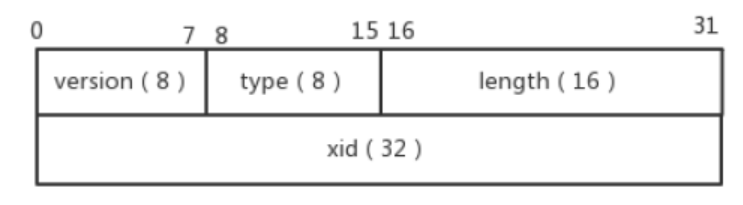 0 7 8 15 16 31
version ( 8 ) type ( 8 ) length ( 16 )
xid ( 32 )